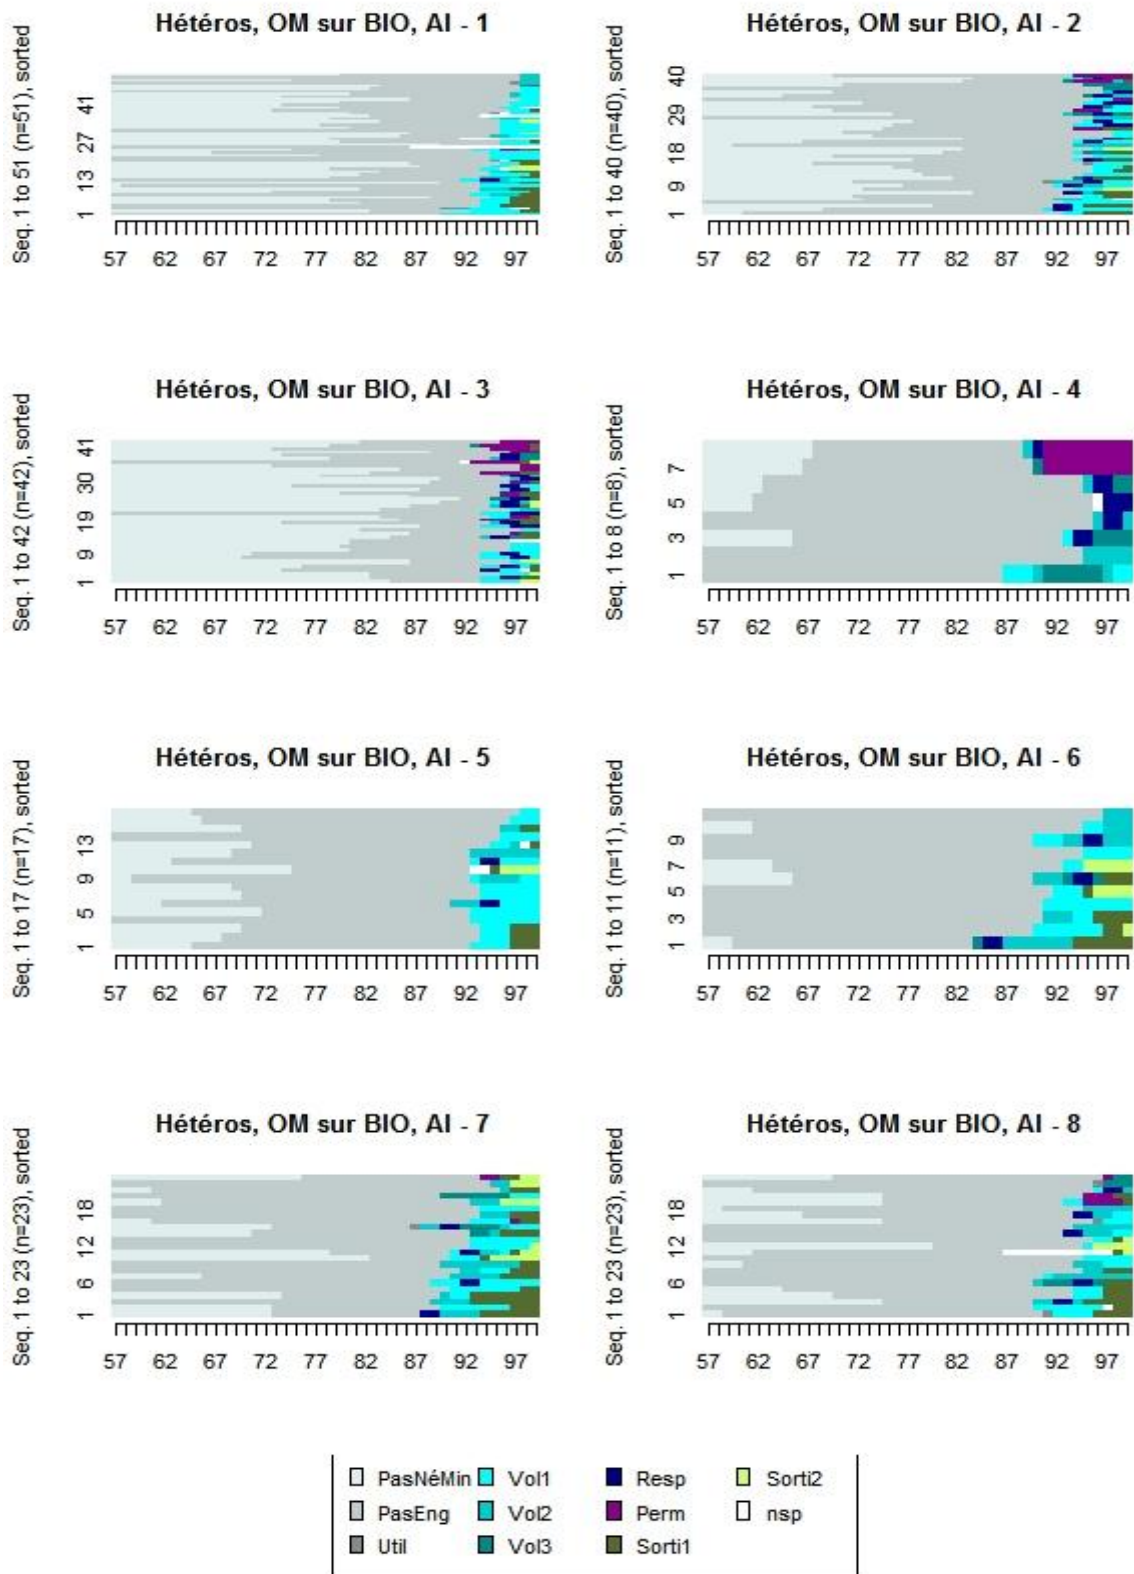 Hétéros, OM sur BIO, AI - 1
Seq. 1 to 51 (n=51), sorted
1 13 27 41
57 62 67 72 77 82 87 92 97
Hétéros, OM sur BIO, AI - 2
Seq. 1 to 40 (n=40), sorted
1 9 18 29 40
57 62 67 72 77 82 87 92 97
Hétéros, OM sur BIO, AI - 3
Seq. 1 to 42 (n=42), sorted
1 9 19 30 41
57 62 67 72 77 82 87 92 97
Hétéros, OM sur BIO, AI - 4
Seq. 1 to 8 (n=8), sorted
1 3 5 7
57 62 67 72 77 82 87 92 97
Hétéros, OM sur BIO, AI - 5
Seq. 1 to 17 (n=17), sorted
1 5 9 13
57 62 67 72 77 82 87 92 97
Hétéros, OM sur BIO, AI - 6
Seq. 1 to 11 (n=11), sorted
1 3 5 7 9
57 62 67 72 77 82 87 92 97
Hétéros, OM sur BIO, AI - 7
Seq. 1 to 23 (n=23), sorted
1 6 12 18
57 62 67 72 77 82 87 92 97
Hétéros, OM sur BIO, AI - 8
Seq. 1 to 23 (n=23), sorted
1 6 12 18
57 62 67 72 77 82 87 92 97
PasNéMin Vol1 Resp Sorti2
PasEng Vol2 Perm nsp
Util Vol3 Sorti1